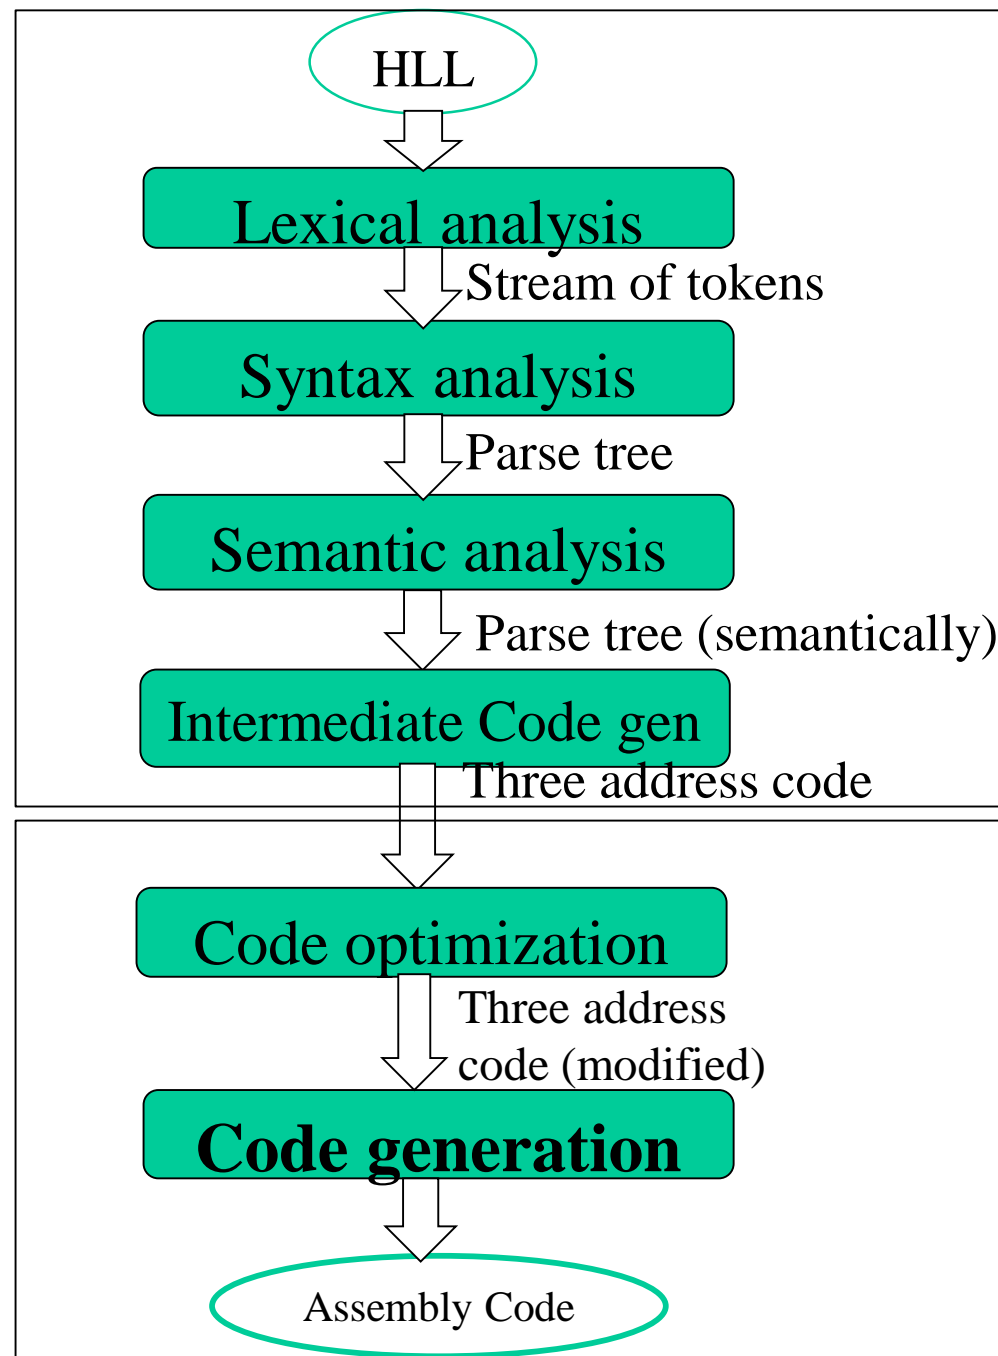 HLL
Lexical analysis
Stream of tokens
Syntax analysis
Parse tree
Semantic analysis
Parse tree (semantically)
Intermediate Code gen
Three address code
Code optimization
Three address
code (modified)
Code generation
Assembly Code